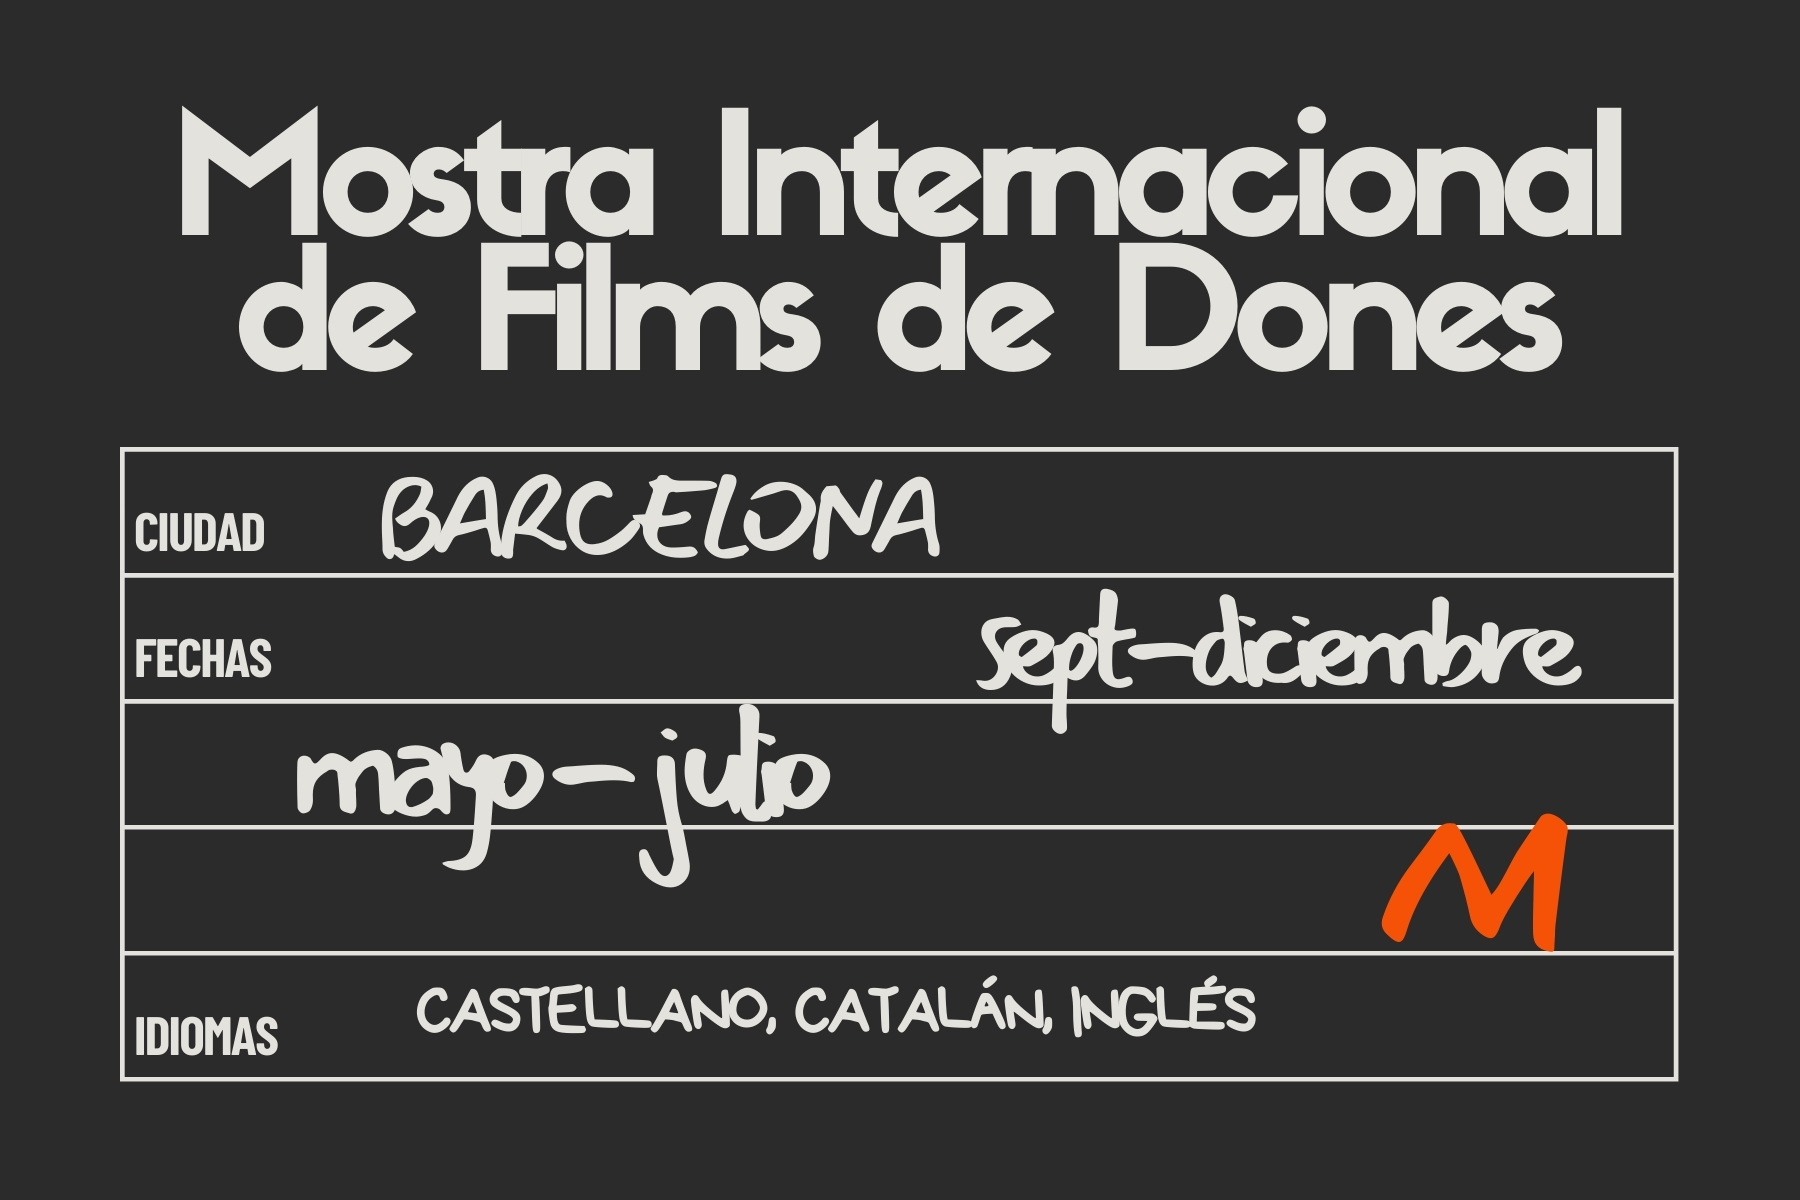 Mostra Internacional
de Films de Dones
CIUDAD BARCELONA
FECHAS sept-diciembre
mayo-julio
M
IDIOMAS CASTELLANO, CATALÁN, INGLÉS